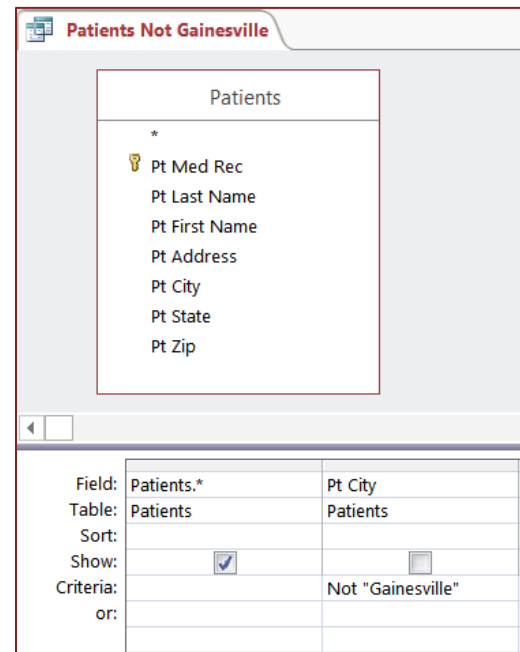 Patients Not Gainesville
Patients
*
Pt Med Rec
Pt Last Name
Pt First Name
Pt Address
Pt City
Pt State
Pt Zip
Field: Patients.* Pt City
Table: Patients Patients
Sort:
Show:
Criteria: Not "Gainesville"
or: